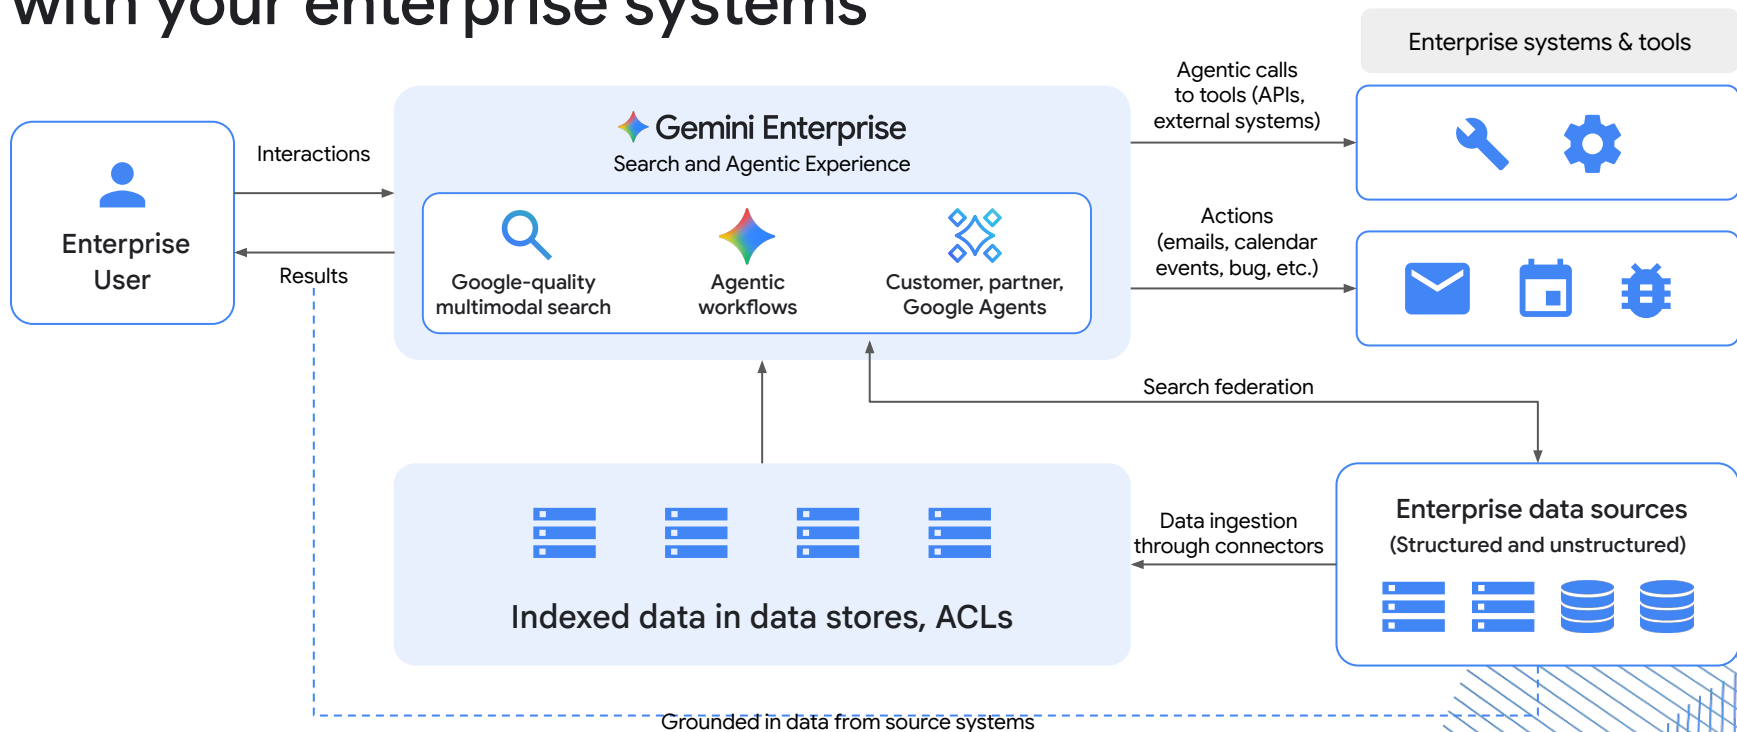 with your enterprise systems
Enterprise systems & tools
Agentic calls
to tools (APIs,
external systems)
Gemini Enterprise
Search and Agentic Experience
Interactions
Enterprise
User
Results
Google-quality
multimodal search
Agentic
workflows
Customer, partner,
Google Agents
Actions
(emails, calendar
events, bug, etc.)
Search federation
Indexed data in data stores, ACLs
Data ingestion
through connectors
Enterprise data sources
(Structured and unstructured)
Grounded in data from source systems